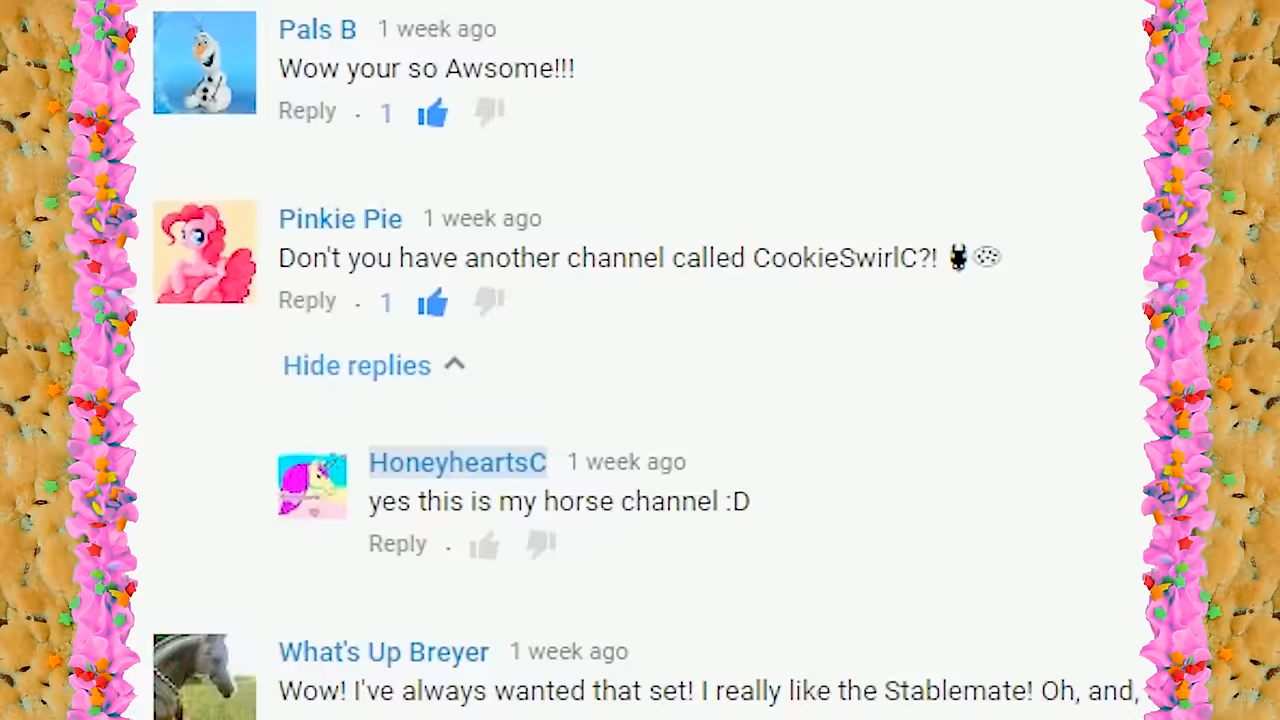 Pals B 1 week ago
Wow your so Awsome!!!
Reply . 1
Pinkie Pie 1 week ago
Don't you have another channel called CookieSwirlC?!
Reply . 1
Hide replies
HoneyheartsC 1 week ago
yes this is my horse channel :D
Reply .
What's Up Breyer 1 week ago
Wow! I've always wanted that set! I really like the Stablemate! Oh, and,